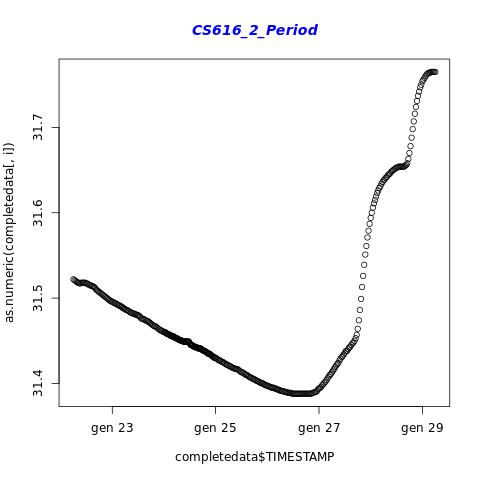 CS616_2_Period
as.numeric(completedata[, i])
31.7
31.6
31.5
31.4
gen 23
gen 25
gen 27
gen 29
completedata$TIMESTAMP